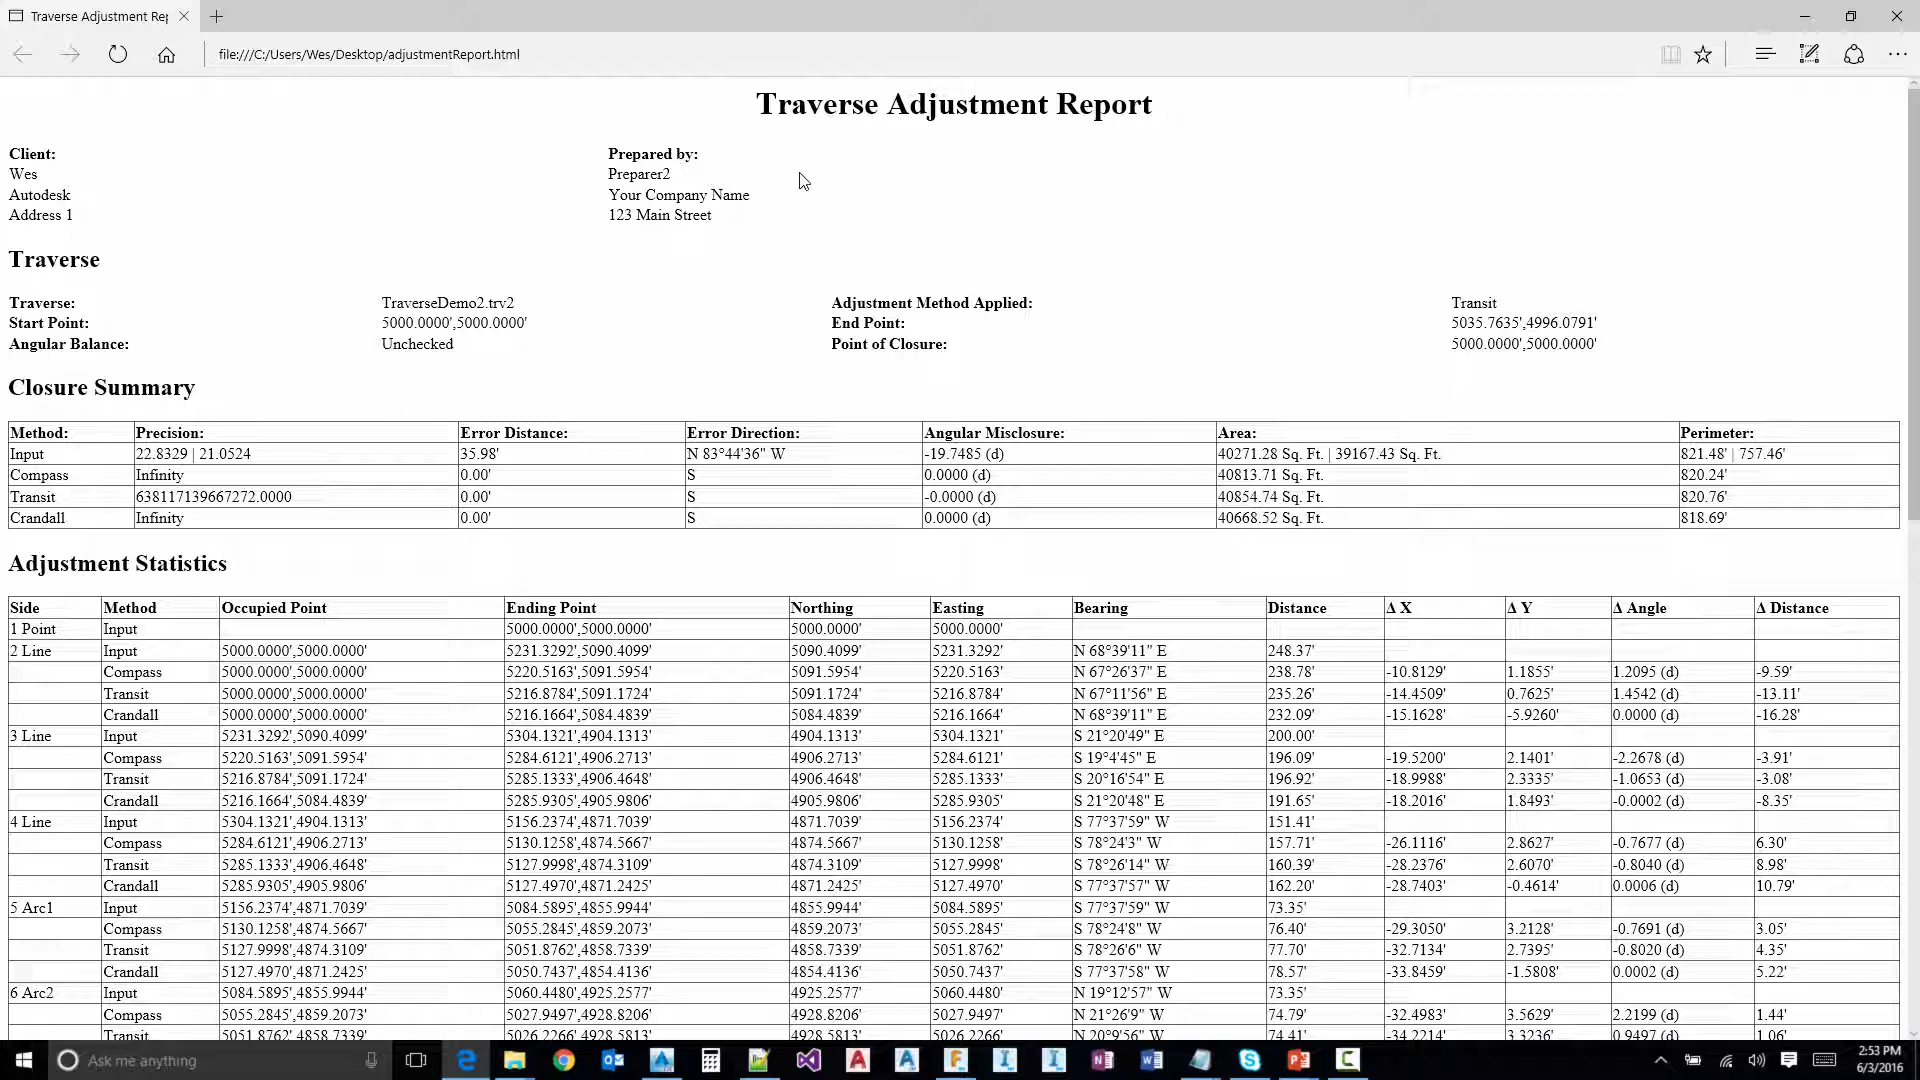 Traverse Adjustment Rep
file:///C:/Users/Wes/Desktop/adjustmentReport.html
Traverse Adjustment Report
Client: Prepared by:
Wes Preparer2
Autodesk Your Company Name
Address 1 123 Main Street
Traverse
Traverse: TraverseDemo2.trv2 Adjustment Method Applied: Transit
Start Point: 5000.0000',5000.0000' End Point: 5035.7635',4996.0791'
Angular Balance: Unchecked Point of Closure: 5000.0000',5000.0000'
Closure Summary
Method: Precision: Error Distance: Error Direction: Angular Misclosure: Area: Perimeter:
Input 22.8329 | 21.0524 35.98' N 83°44'36" W -19.7485 (d) 40271.28 Sq. Ft. | 39167.43 Sq. Ft. 821.48' | 757.46'
Compass Infinity 0.00' S 0.0000 (d) 40813.71 Sq. Ft. 820.24'
Transit 638117139667272.0000 0.00' S -0.0000 (d) 40854.74 Sq. Ft. 820.76'
Crandall Infinity 0.00' S 0.0000 (d) 40668.52 Sq. Ft. 818.69'
Adjustment Statistics
Side Method Occupied Point Ending Point Northing Easting Bearing Distance Δ X Δ Y Δ Angle Δ Distance
1 Point Input 5000.0000',5000.0000' 5000.0000' 5000.0000'
2 Line Input 5000.0000',5000.0000' 5231.3292',5090.4099' 5090.4099' 5231.3292' N 68°39'11" E 248.37'
Compass 5000.0000',5000.0000' 5220.5163',5091.5954' 5091.5954' 5220.5163' N 67°26'37" E 238.78' -10.8129' 1.1855' 1.2095 (d) -9.59'
Transit 5000.0000',5000.0000' 5216.8784',5091.1724' 5091.1724' 5216.8784' N 67°11'56" E 235.26' -14.4509' 0.7625' 1.4542 (d) -13.11'
Crandall 5000.0000',5000.0000' 5216.1664',5084.4839' 5084.4839' 5216.1664' N 68°39'11" E 232.09' -15.1628' -5.9260' 0.0000 (d) -16.28'
3 Line Input 5231.3292',5090.4099' 5304.1321',4904.1313' 4904.1313' 5304.1321' S 21°20'49" E 200.00'
Compass 5220.5163',5091.5954' 5284.6121',4906.2713' 4906.2713' 5284.6121' S 19°4'45" E 196.09' -19.5200' 2.1401' -2.2678 (d) -3.91'
Transit 5216.8784',5091.1724' 5285.1333',4906.4648' 4906.4648' 5285.1333' S 20°16'54" E 196.92' -18.9988' 2.3335' -1.0653 (d) -3.08'
Crandall 5216.1664',5084.4839' 5285.9305',4905.9806' 4905.9806' 5285.9305' S 21°20'48" E 191.65' -18.2016' 1.8493' -0.0002 (d) -8.35'
4 Line Input 5304.1321',4904.1313' 5156.2374',4871.7039' 4871.7039' 5156.2374' S 77°37'59" W 151.41'
Compass 5284.6121',4906.2713' 5130.1258',4874.5667' 4874.5667' 5130.1258' S 78°24'3" W 157.71' -26.1116' 2.8627' -0.7677 (d) 6.30'
Transit 5285.1333',4906.4648' 5127.9998',4874.3109' 4874.3109' 5127.9998' S 78°26'14" W 160.39' -28.2376' 2.6070' -0.8040 (d) 8.98'
Crandall 5285.9305',4905.9806' 5127.4970',4871.2425' 4871.2425' 5127.4970' S 77°37'57" W 162.20' -28.7403' -0.4614' 0.0006 (d) 10.79'
5 Arc1 Input 5156.2374',4871.7039' 5084.5895',4855.9944' 4855.9944' 5084.5895' S 77°37'59" W 73.35'
Compass 5130.1258',4874.5667' 5055.2845',4859.2073' 4859.2073' 5055.2845' S 78°24'8" W 76.40' -29.3050' 3.2128' -0.7691 (d) 3.05'
Transit 5127.9998',4874.3109' 5051.8762',4858.7339' 4858.7339' 5051.8762' S 78°26'6" W 77.70' -32.7134' 2.7395' -0.8020 (d) 4.35'
Crandall 5127.4970',4871.2425' 5050.7437',4854.4136' 4854.4136' 5050.7437' S 77°37'58" W 78.57' -33.8459' -1.5808' 0.0002 (d) 5.22'
6 Arc2 Input 5084.5895',4855.9944' 5060.4480',4925.2577' 4925.2577' 5060.4480' N 19°12'57" W 73.35'
Compass 5055.2845',4859.2073' 5027.9497',4928.8206' 4928.8206' 5027.9497' N 21°26'9" W 74.79' -32.4983' 3.5629' 2.2199 (d) 1.44'
Transit 5051.8762',4858.7339' 5026.2266',4928.5813' 4928.5813' 5026.2266' N 20°9'56" W 74.41' -34.2214' 3.3236' 0.9497 (d) 1.06'
Ask me anything
2:53 PM
6/3/2016